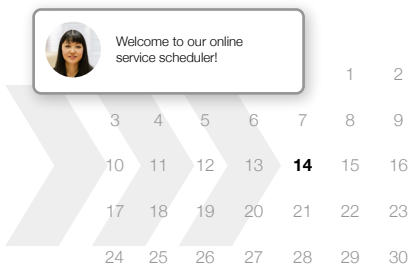 Welcome to our online
service scheduler!
1 2
3 4 5 6 7 8 9
10 11 12 13 14 15 16
17 18 19 20 21 22 23
24 25 26 27 28 29 30